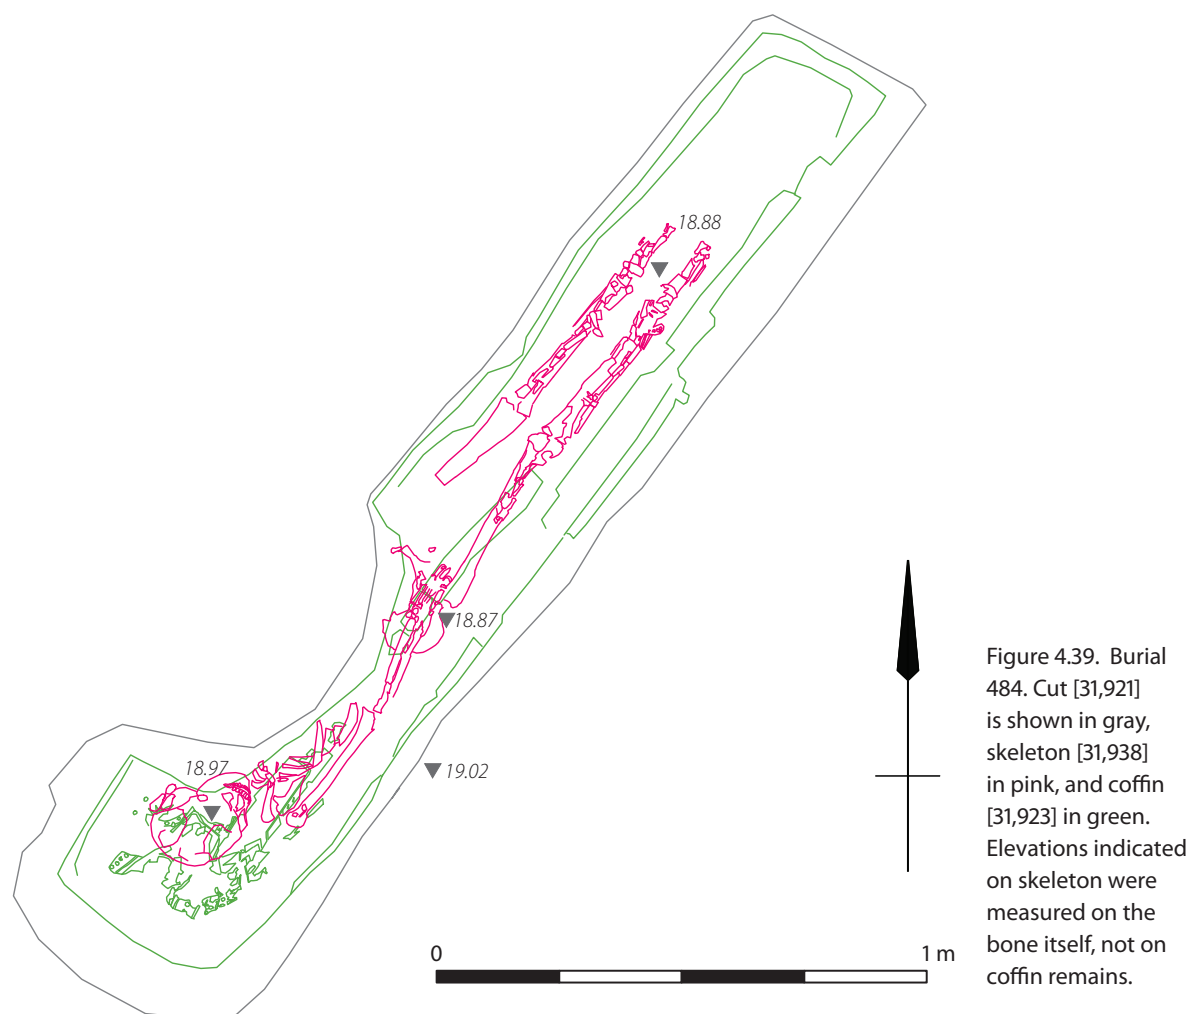 18.88
18.87
18.97
19.02
0
1 m
Figure 4.39. Burial
484. Cut [31,921]
is shown in gray,
skeleton [31,938]
in pink, and coffin
[31,923] in green.
Elevations indicated
on skeleton were
measured on the
bone itself, not on
coffin remains.